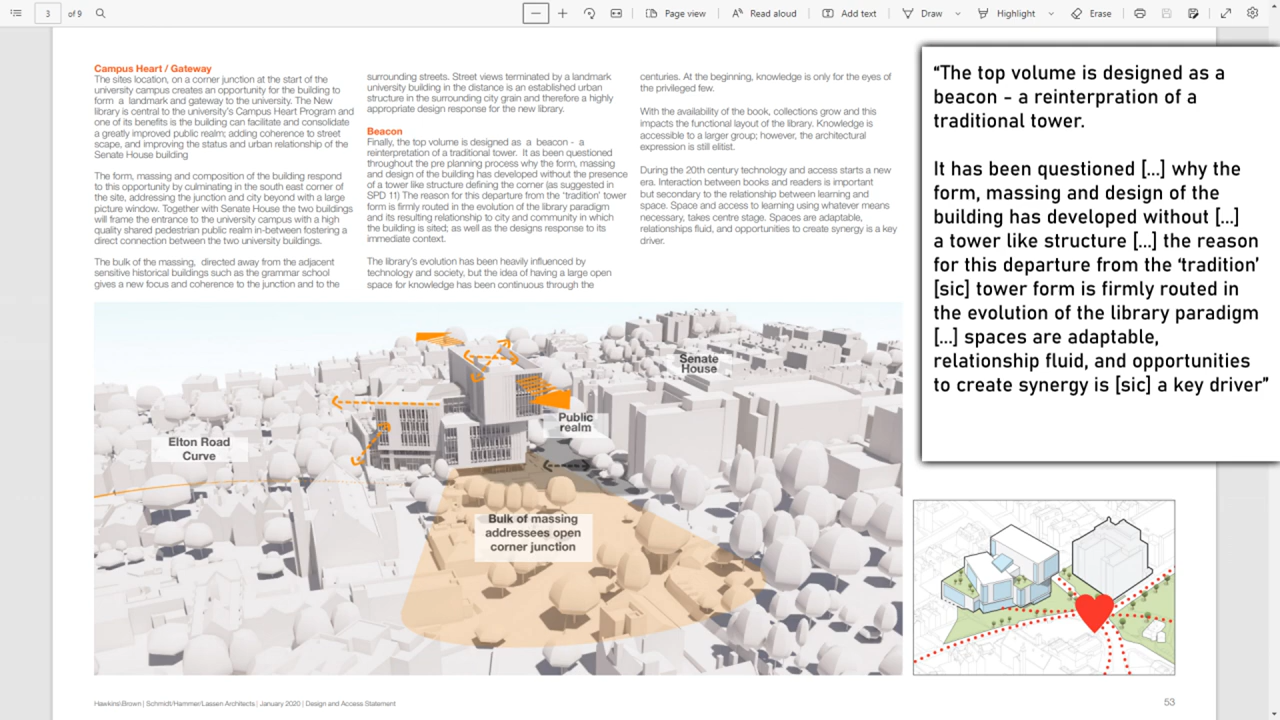 3
of 9
Page view
Read aloud
Add text
Draw
Highlight
Erase
Campus Heart / Gateway
The sites location, on a corner junction at the start of the
university campus creates an opportunity for the building to
form a landmark and gateway to the university. The New
library is central to the university's Campus Heart Program and
one of its benefits is the building can facilitate and consolidate
a greatly improved public realm; adding coherence to street
scape, and improving the status and urban relationship of the
Senate House building
The form, massing and composition of the building respond
to this opportunity by culminating in the south east corner of
the site, addressing the junction and city beyond with a large
picture window. Together with Senate House the two buildings
will frame the entrance to the university campus with a high
quality shared pedestrian public realm in-between fostering a
direct connection between the two university buildings.
The bulk of the massing, directed away from the adjacent
sensitive historical buildings such as the grammar school
gives a new focus and coherence to the junction and to the
surrounding streets. Street views terminated by a landmark
university building in the distance is an established urban
structure in the surrounding city grain and therefore a highly
appropriate design response for the new library.
Beacon
Finally, the top volume is designed as a beacon - a
reinterpretation of a traditional tower. It as been questioned
throughout the pre planning process why the form, massing
and design of the building has developed without the presence
of a tower like structure defining the corner (as suggested in
SPD 11) The reason for this departure from the 'tradition' tower
form is firmly routed in the evolution of the library paradigm
and its resulting relationship to city and community in which
the building is sited; as well as the designs response to its
immediate context.
The library's evolution has been heavily influenced by
technology and society, but the idea of having a large open
space for knowledge has been continuous through the
centuries. At the beginning, knowledge is only for the eyes of
the privileged few.
With the availability of the book, collections grow and this
impacts the functional layout of the library. Knowledge is
accessible to a larger group; however, the architectural
expression is still elitist.
During the 20th century technology and access starts a new
era. Interaction between books and readers is important
but secondary to the relationship between learning and
space. Space and access to learning using whatever means
necessary, takes centre stage. Spaces are adaptable,
relationships fluid, and opportunities to create synergy is a key
driver.
“The top volume is designed as a
beacon - a reinterpration of a
traditional tower.
It has been questioned [...] why the
form, massing and design of the
building has developed without [...]
a tower like structure [...] the reason
for this departure from the ‘tradition’
[sic] tower form is firmly routed in
the evolution of the library paradigm
[...] spaces are adaptable,
relationship fluid, and opportunities
to create synergy is [sic] a key driver”
Senate
House
Public
realm
Elton Road
Curve
Bulk of massing
addressees open
corner junction
Hawkins\Brown | Schmidt/Hammer/Lassen Architects | January 2020 | Design and Access Statement
53